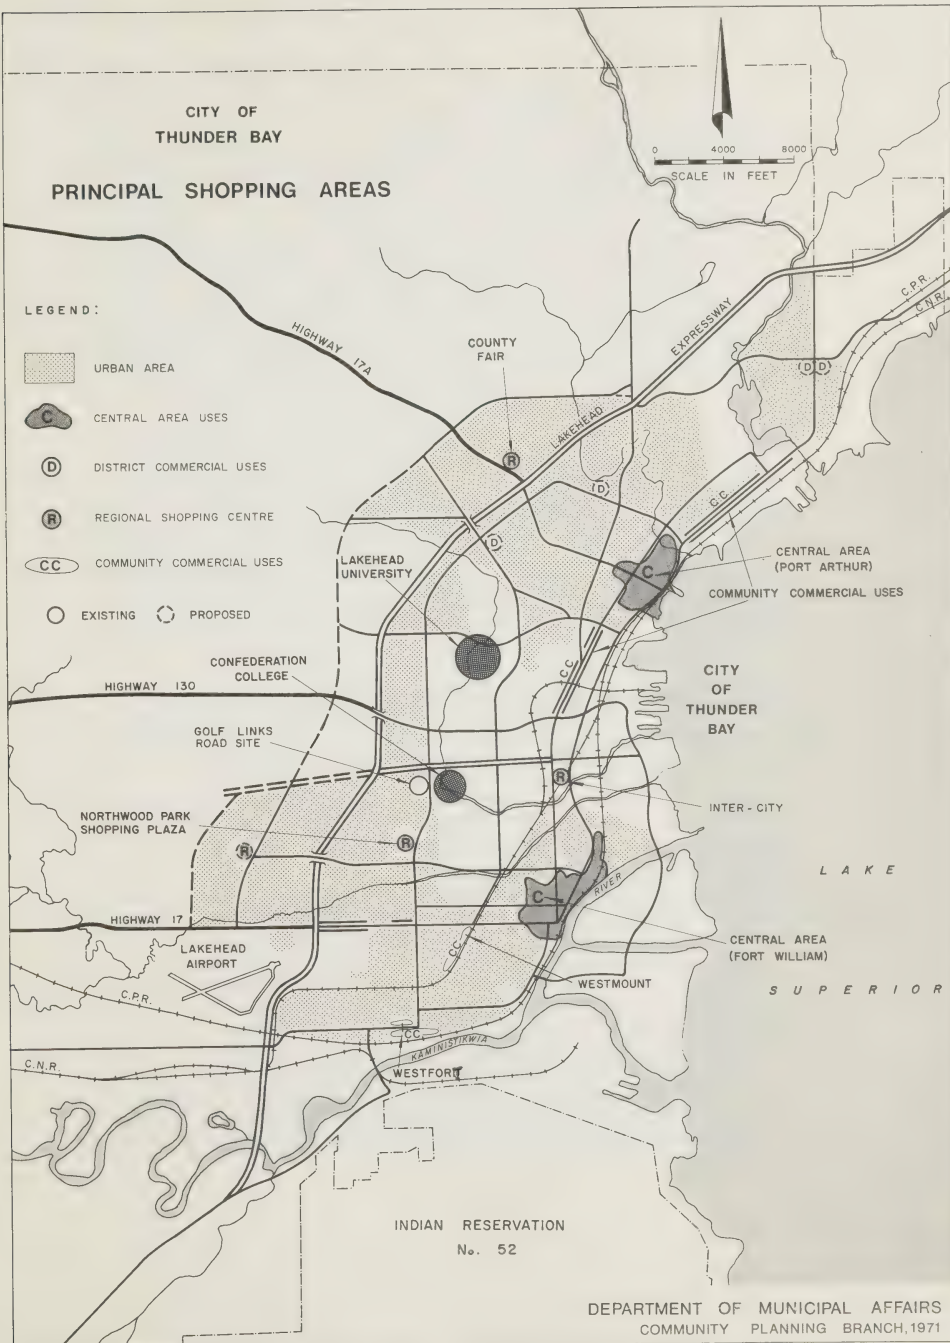 CITY OF
THUNDER BAY
PRINCIPAL SHOPPING AREAS
0 4000 8000
SCALE IN FEET
LEGEND:
URBAN AREA
C CENTRAL AREA USES
D DISTRICT COMMERCIAL USES
R REGIONAL SHOPPING CENTRE
CC COMMUNITY COMMERCIAL USES
EXISTING PROPOSED
HIGHWAY 17A
COUNTY
FAIR
R
LAKEHEAD EXPRESSWAY
C.P.R.
C.N.R.
D D
D
D
C.C.
LAKEHEAD
UNIVERSITY
C
CENTRAL AREA
(PORT ARTHUR)
COMMUNITY COMMERCIAL USES
C.C.
CONFEDERATION
COLLEGE
HIGHWAY 130
CITY
OF
THUNDER
BAY
GOLF LINKS
ROAD SITE
R
INTER-CITY
NORTHWOOD PARK
SHOPPING PLAZA
R
R
LAKE
C
RIVER
HIGHWAY 17
LAKEHEAD
AIRPORT
CC
CENTRAL AREA
(FORT WILLIAM)
WESTMOUNT
SUPERIOR
C.P.R.
CC
KAMINISTIKWIA
C.N.R.
WESTFORT
INDIAN RESERVATION
No. 52
DEPARTMENT OF MUNICIPAL AFFAIRS
COMMUNITY PLANNING BRANCH, 1971